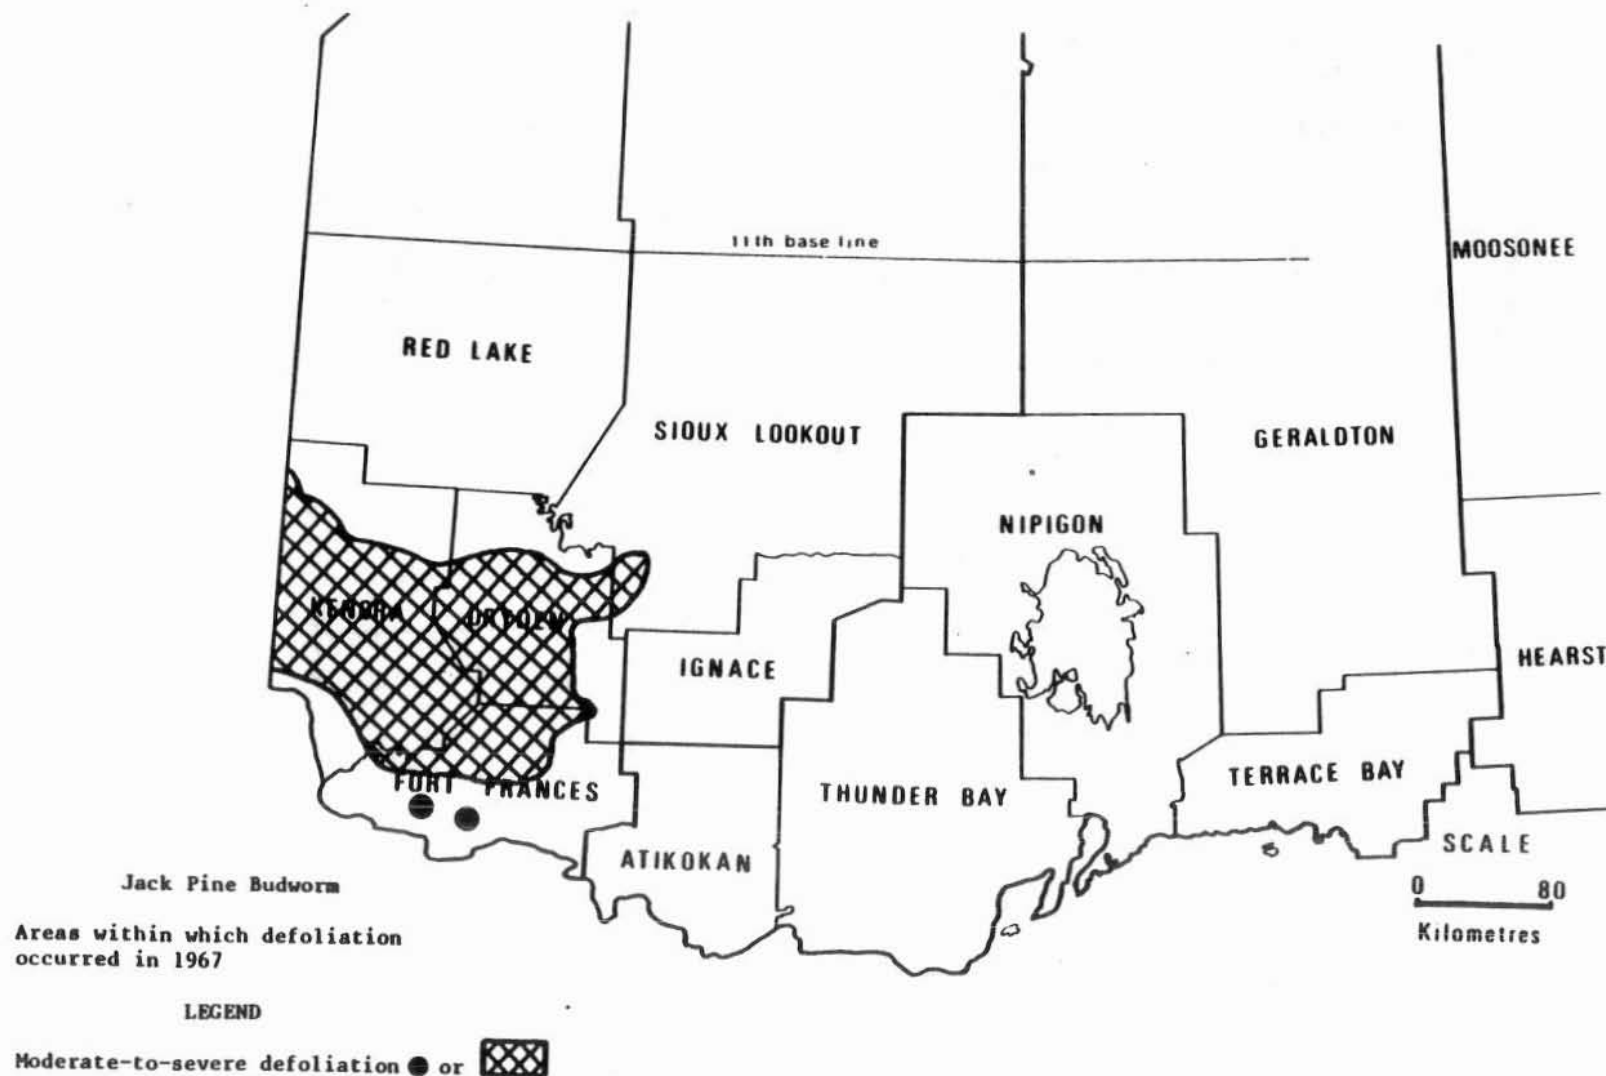 11th base line
MOOSONEE
RED LAKE
SIOUX LOOKOUT
GERALDTON
NIPIGON
KENORA
DRYDEN
IGNACE
HEARST
FORT FRANCES
THUNDER BAY
TERRACE BAY
ATIKOKAN
SCALE
0 80
Kilometres
Jack Pine Budworm
Areas within which defoliation
occurred in 1967
LEGEND
Moderate-to-severe defoliation or